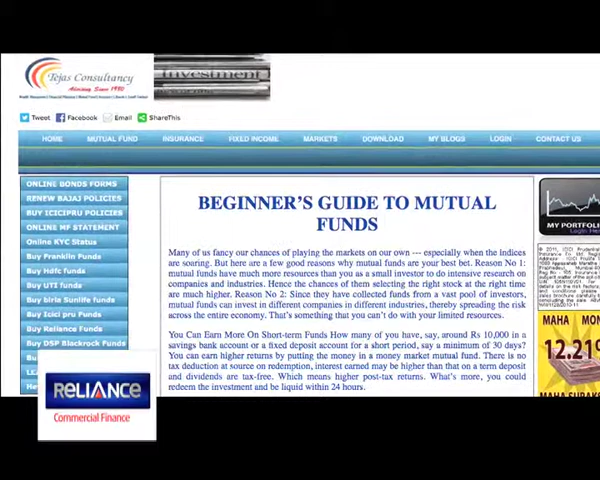 Tejas Consultancy
Advising Since 1980
Investment
Tweet Facebook Email ShareThis
HOME MUTUAL FUND INSURANCE FIXED INCOME MARKETS DOWNLOAD MY BLOGS LOGIN CONTACT US
ONLINE BONDS FORMS
RENEW BAJAJ POLICIES
BUY ICICIPRU POLICIES
ONLINE MF STATEMENT
Online KYC Status
Buy Franklin Funds
Buy Hdfc funds
Buy UTI funds
Buy birla Sunlife funds
Buy Icici pru Funds
Buy Reliance Funds
Buy DSP Blackrock Funds
BEGINNER'S GUIDE TO MUTUAL
FUNDS
Many of us fancy our chances of playing the markets on our own --- especially when the indices
are soaring. But here are a few good reasons why mutual funds are your best bet. Reason No 1:
mutual funds have much more resources than you as a small investor to do intensive research on
companies and industries. Hence the chances of them selecting the right stock at the right time
are much higher. Reason No 2: Since they have collected funds from a vast pool of investors,
mutual funds can invest in different companies in different industries, thereby spreading the risk
across the entire economy. That's something that you can't do with your limited resources.
You Can Earn More On Short-term Funds How many of you have, say, around Rs 10,000 in a
savings bank account or a fixed deposit account for a short period, say a minimum of 30 days?
You can earn higher returns by putting the money in a money market mutual fund. There is no
tax deduction at source on redemption, interest earned may be higher than that on a term deposit
and dividends are tax-free. Which means higher post-tax returns. What's more, you could
redeem the investment and be liquid within 24 hours.
MY PORTFOLI
Login Here
MAHA MON
12.21%
MAHA SURAKS
RELIANCE
Commercial Finance